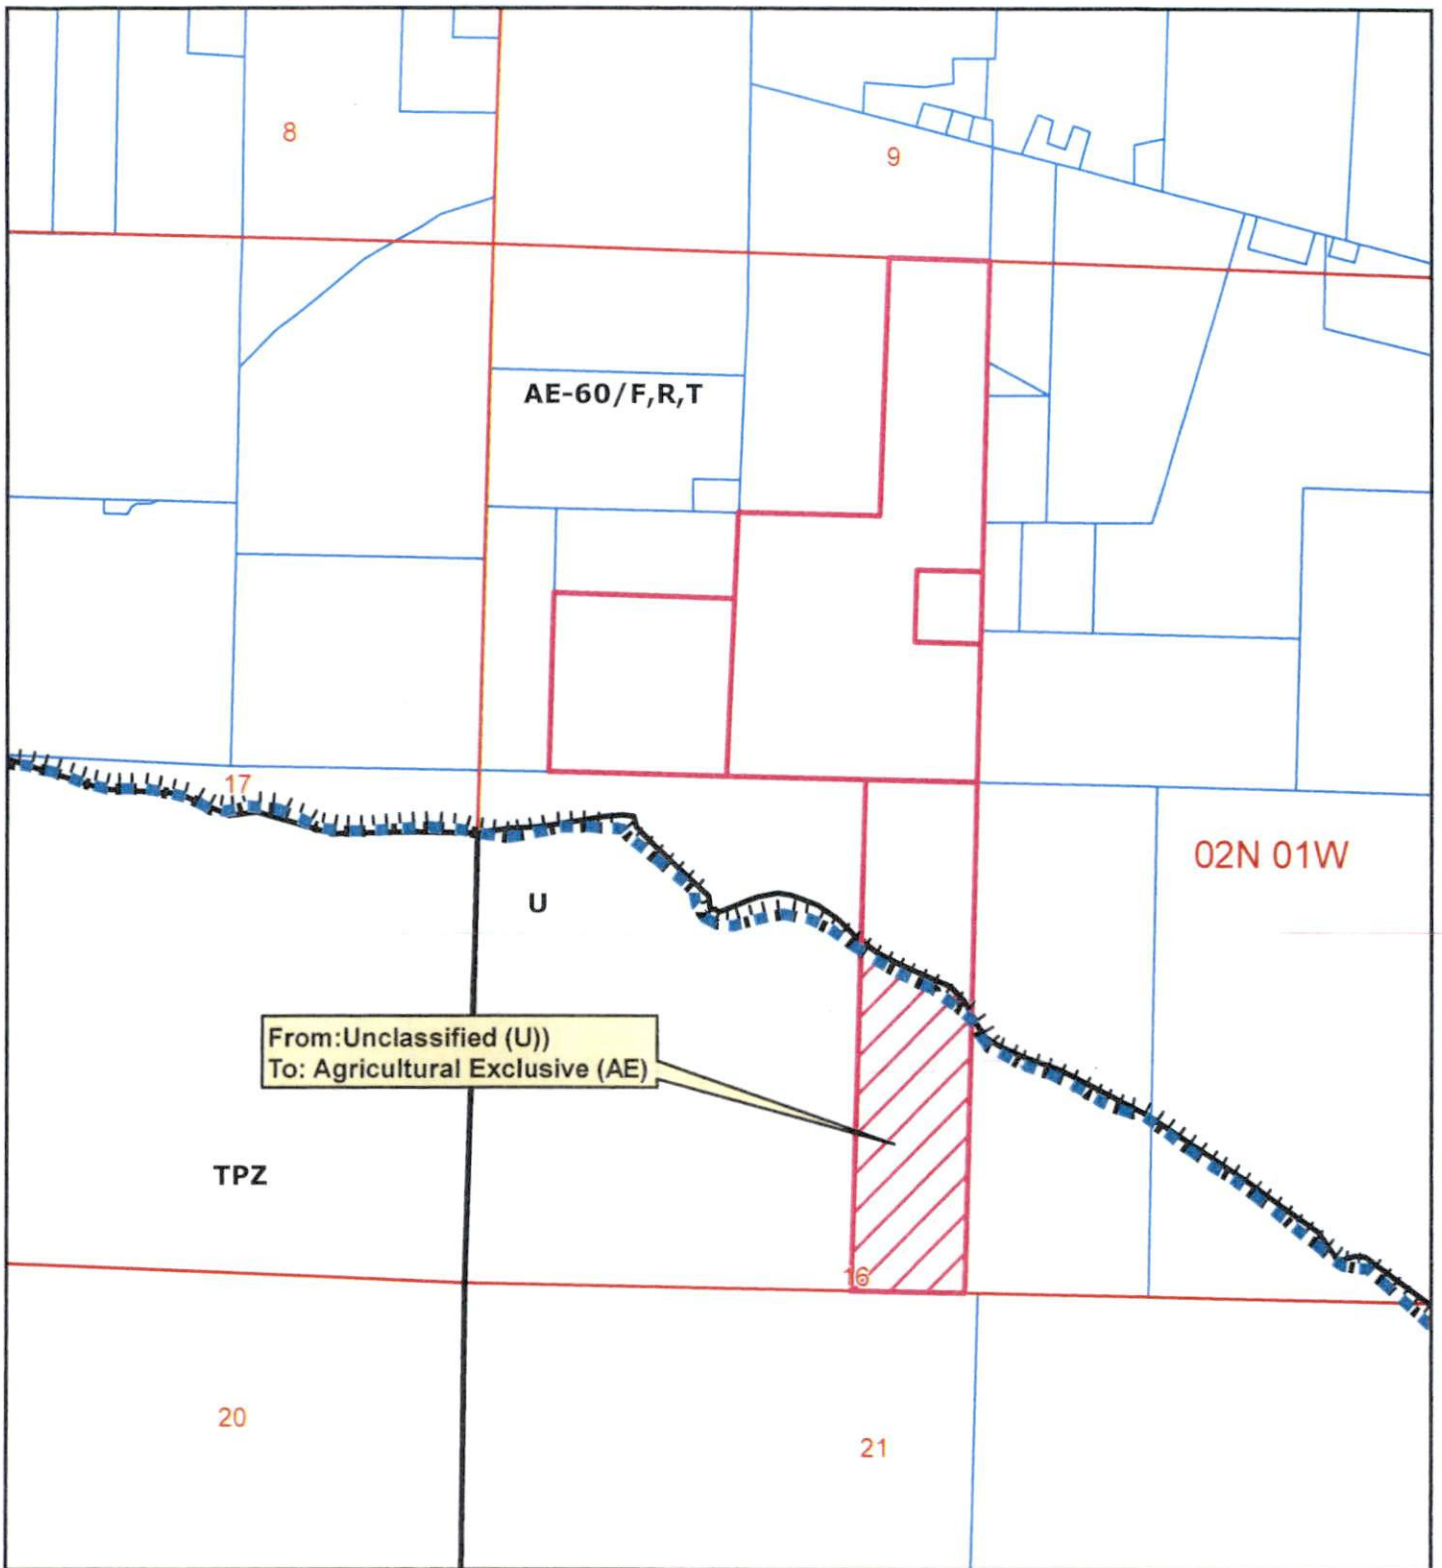 8
9
AE-60/F,R,T
17
02N 01W
U
From:Unclassified (U))
To: Agricultural Exclusive (AE)
TPZ
16
20
21